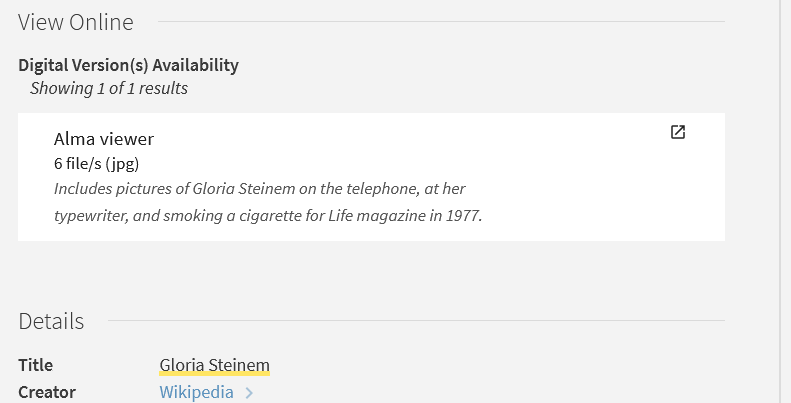 View Online
Digital Version(s) Availability
Showing 1 of 1 results
Alma viewer
6 file/s (jpg)
Includes pictures of Gloria Steinem on the telephone, at her
typewriter, and smoking a cigarette for Life magazine in 1977.
Details
Title Gloria Steinem
Creator Wikipedia